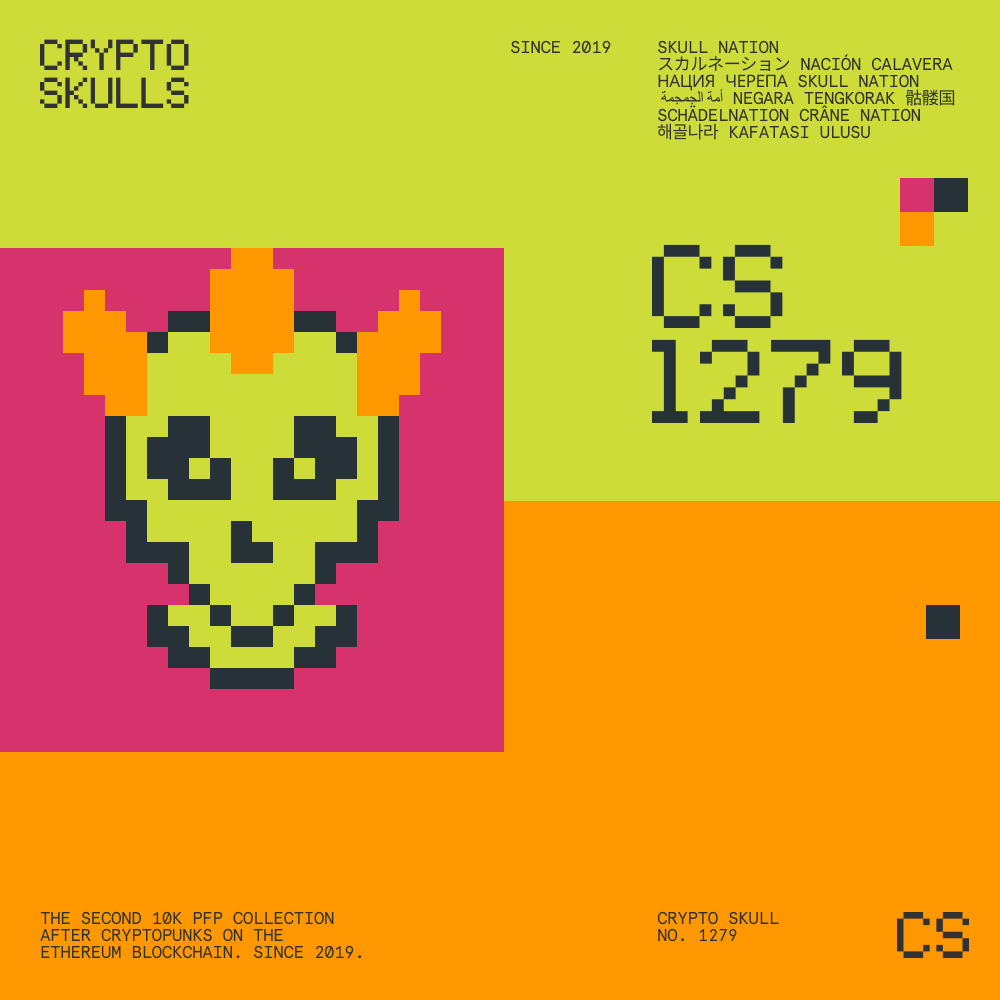 CRYPTO
SKULLS
SINCE 2019
SKULL NATION
スカルネーション NACIÓN CALAVERA
НАЦИЯ ЧЕРЕПА SKULL NATION
أمة الجمجمة NEGARA TENGKORAK 骷髅国
SCHÄDELNATION CRÂNE NATION
해골나라 KAFATASI ULUSU
CS
1279
THE SECOND 10K PFP COLLECTION
AFTER CRYPTOPUNKS ON THE
ETHEREUM BLOCKCHAIN. SINCE 2019.
CRYPTO SKULL
NO. 1279
CS